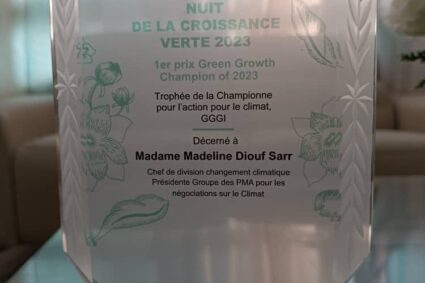 NUIT
DE LA CROISSANCE
VERTE 2023
1er prix Green Growth
Champion of 2023
Trophée de la Championne
pour l'action pour le climat,
GGGI
Décerné à
Madame Madeline Diouf Sarr
Chef de division changement climatique
Présidente Groupe des PMA pour les
négociations sur le Climat